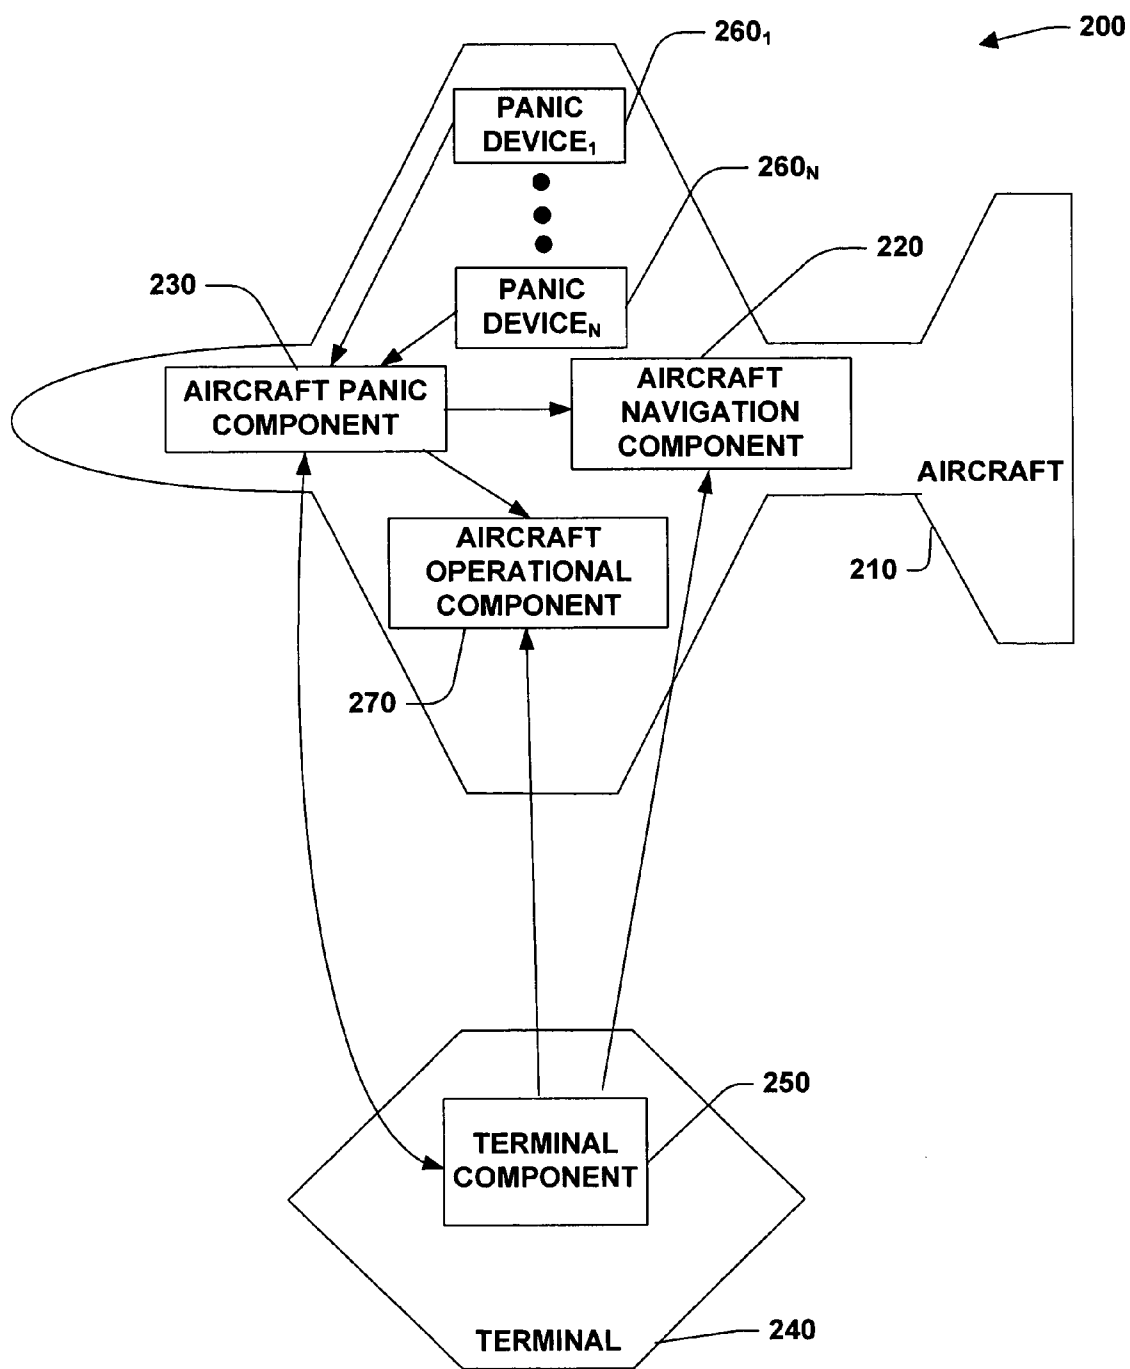 200
260₁
PANIC
DEVICE₁
260N
PANIC
DEVICEN
220
230
AIRCRAFT PANIC
COMPONENT
AIRCRAFT
NAVIGATION
COMPONENT
AIRCRAFT
210
AIRCRAFT
OPERATIONAL
COMPONENT
270
250
TERMINAL
COMPONENT
TERMINAL
240